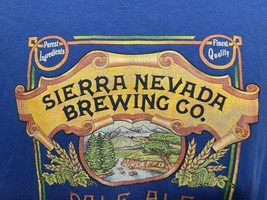 Purest
Ingredients
Finest
Quality
SIERRA NEVADA
BREWING CO.
PALE ALE